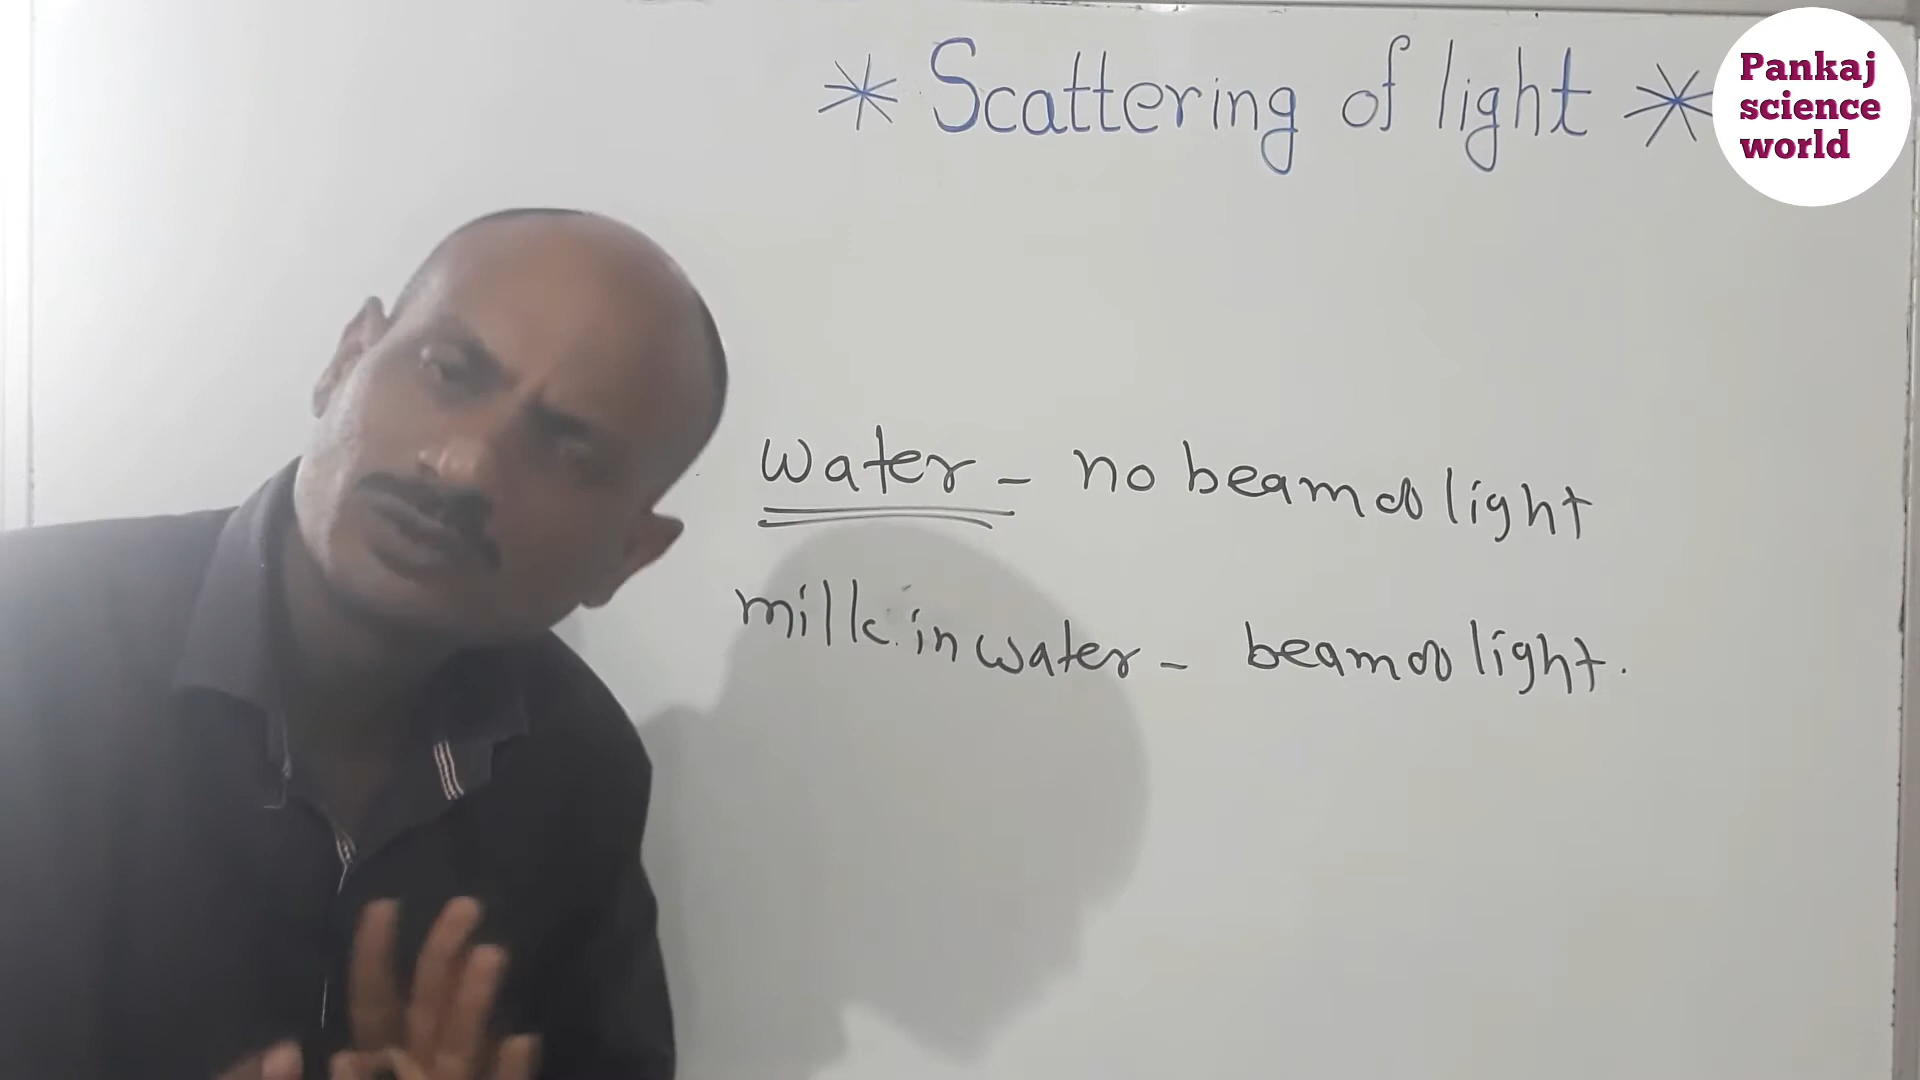 * Scattering of light *
Pankaj
science
world
water - no beam of light
milk in water - beam of light.